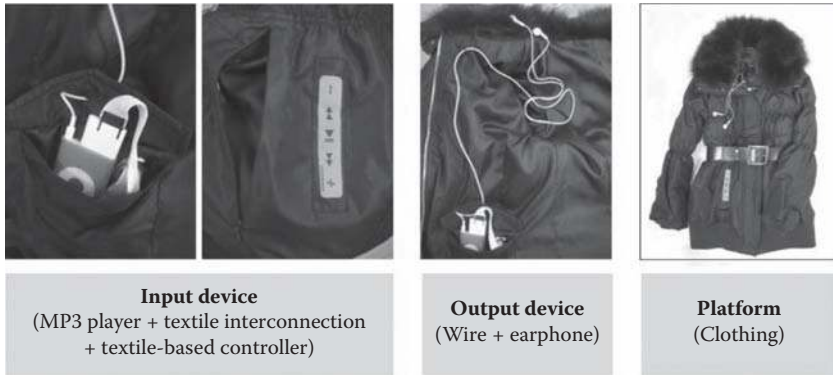 Input device
(MP3 player + textile interconnection
+ textile-based controller)
Output device
(Wire + earphone)
Platform
(Clothing)